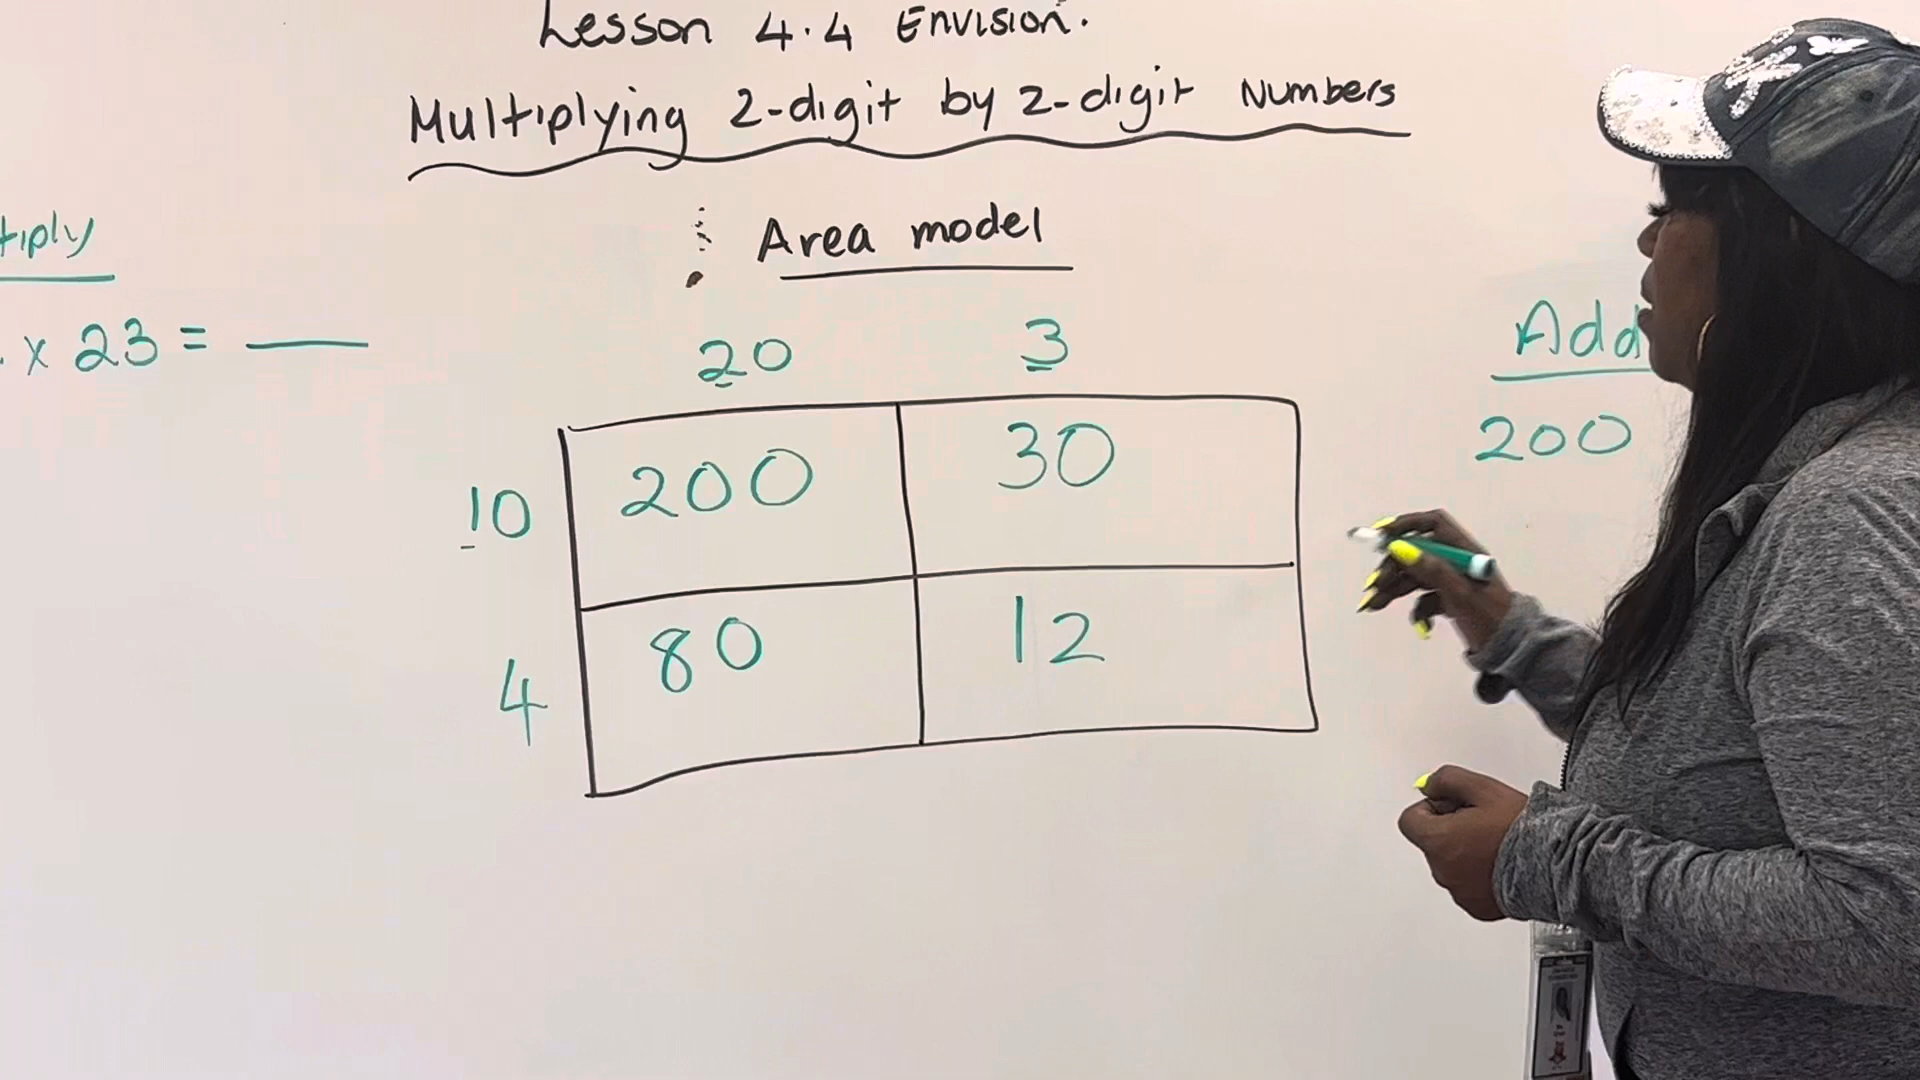 Lesson 4.4 Envision.
Multiplying 2-digit by 2-digit Numbers
Area model
tiply
x 23 =
20 3
10 200 30
4 80 12
Add
200